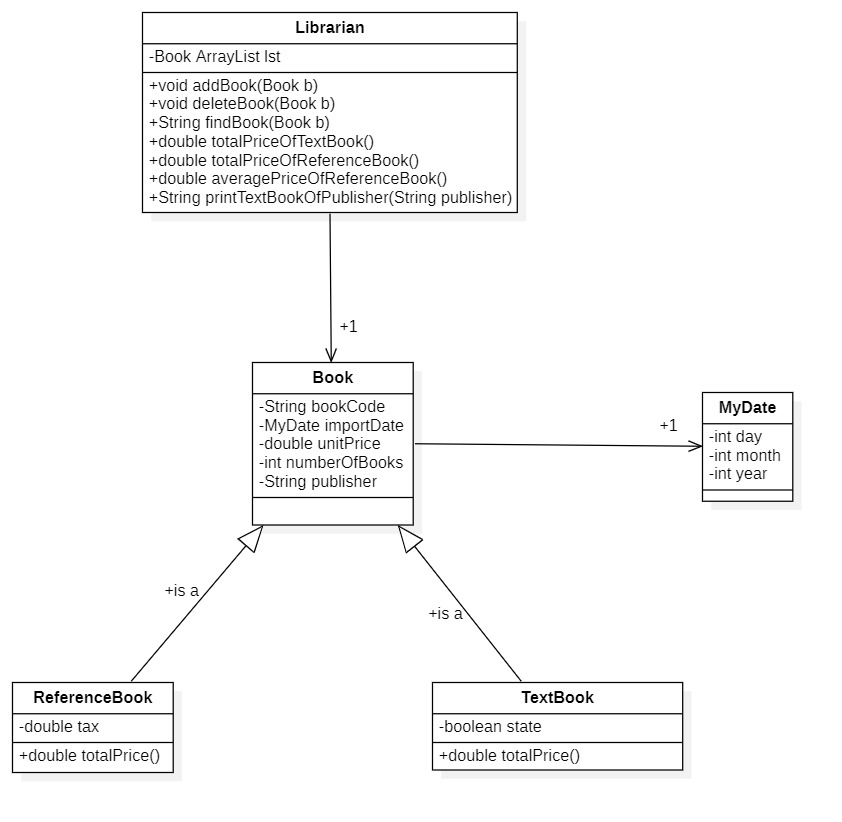 Librarian
-Book ArrayList lst
+void addBook(Book b)
+void deleteBook(Book b)
+String findBook(Book b)
+double totalPriceOfTextBook()
+double totalPriceOfReferenceBook()
+double averagePriceOfReferenceBook()
+String printTextBookOfPublisher(String publisher)
+1
Book
-String bookCode
-MyDate importDate
-double unitPrice
-int numberOfBooks
-String publisher
+1
MyDate
-int day
-int month
-int year
+is a
+is a
ReferenceBook
-double tax
+double totalPrice()
TextBook
-boolean state
+double totalPrice()